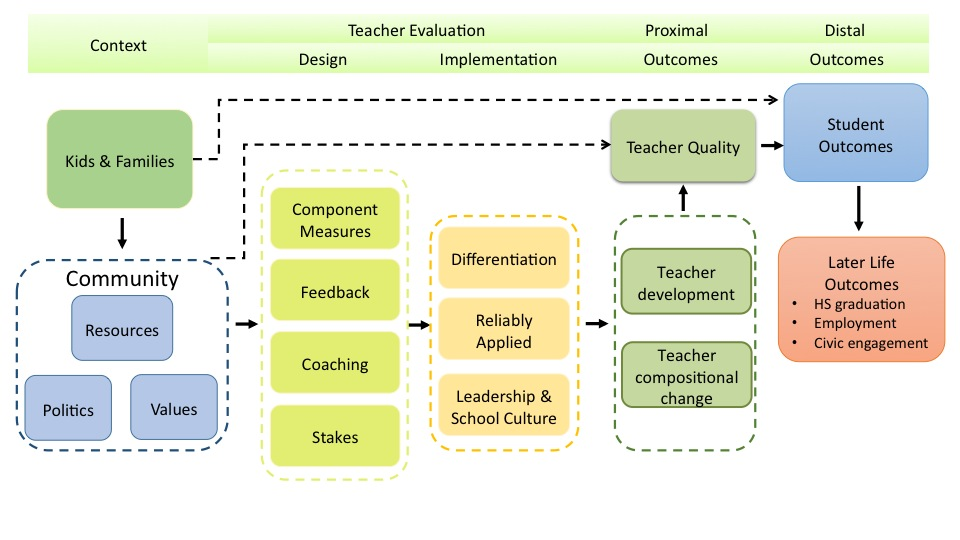 Context
Teacher Evaluation
Proximal
Distal
Design
Implementation
Outcomes
Outcomes
Kids & Families
Community
Resources
Politics
Values
Component
Measures
Feedback
Coaching
Stakes
Differentiation
Reliably
Applied
Leadership &
School Culture
Teacher Quality
Teacher
development
Teacher
compositional
change
Student
Outcomes
Later Life
Outcomes
• HS graduation
• Employment
• Civic engagement